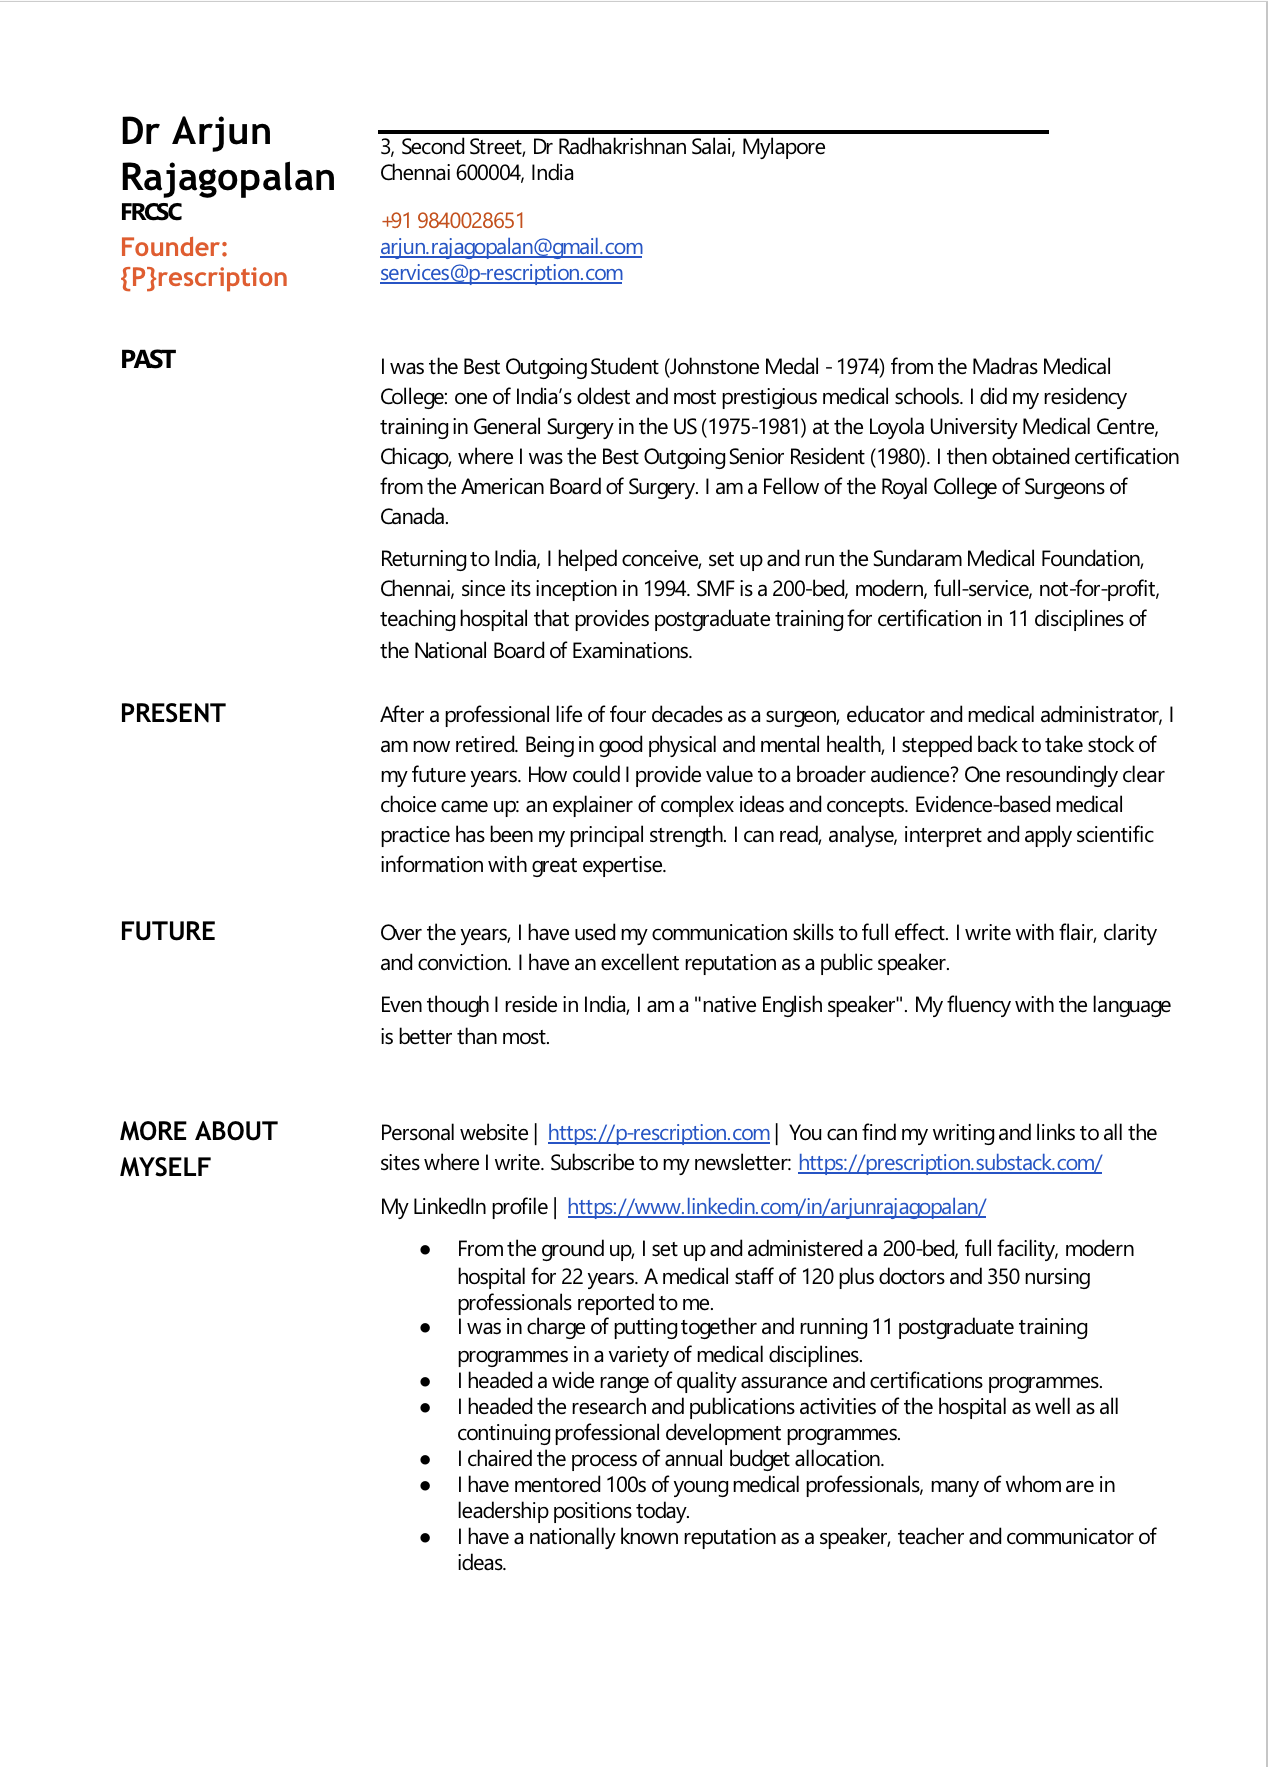 Dr Arjun
Rajagopalan
FRCSC
Founder:
{P}rescription
3, Second Street, Dr Radhakrishnan Salai, Mylapore
Chennai 600004, India
+91 9840028651
arjun.rajagopalan@gmail.com
services@p-rescription.com
PAST
I was the Best Outgoing Student (Johnstone Medal - 1974) from the Madras Medical
College: one of India’s oldest and most prestigious medical schools. I did my residency
training in General Surgery in the US (1975-1981) at the Loyola University Medical Centre,
Chicago, where I was the Best Outgoing Senior Resident (1980). I then obtained certification
from the American Board of Surgery. I am a Fellow of the Royal College of Surgeons of
Canada.
Returning to India, I helped conceive, set up and run the Sundaram Medical Foundation,
Chennai, since its inception in 1994. SMF is a 200-bed, modern, full-service, not-for-profit,
teaching hospital that provides postgraduate training for certification in 11 disciplines of
the National Board of Examinations.
PRESENT
After a professional life of four decades as a surgeon, educator and medical administrator, I
am now retired. Being in good physical and mental health, I stepped back to take stock of
my future years. How could I provide value to a broader audience? One resoundingly clear
choice came up: an explainer of complex ideas and concepts. Evidence-based medical
practice has been my principal strength. I can read, analyse, interpret and apply scientific
information with great expertise.
FUTURE
Over the years, I have used my communication skills to full effect. I write with flair, clarity
and conviction. I have an excellent reputation as a public speaker.
Even though I reside in India, I am a "native English speaker". My fluency with the language
is better than most.
MORE ABOUT
MYSELF
Personal website | https://p-rescription.com | You can find my writing and links to all the
sites where I write. Subscribe to my newsletter: https://prescription.substack.com/
My LinkedIn profile | https://www.linkedin.com/in/arjunrajagopalan/
● From the ground up, I set up and administered a 200-bed, full facility, modern
hospital for 22 years. A medical staff of 120 plus doctors and 350 nursing
professionals reported to me.
● I was in charge of putting together and running 11 postgraduate training
programmes in a variety of medical disciplines.
● I headed a wide range of quality assurance and certifications programmes.
● I headed the research and publications activities of the hospital as well as all
continuing professional development programmes.
● I chaired the process of annual budget allocation.
● I have mentored 100s of young medical professionals, many of whom are in
leadership positions today.
● I have a nationally known reputation as a speaker, teacher and communicator of
ideas.